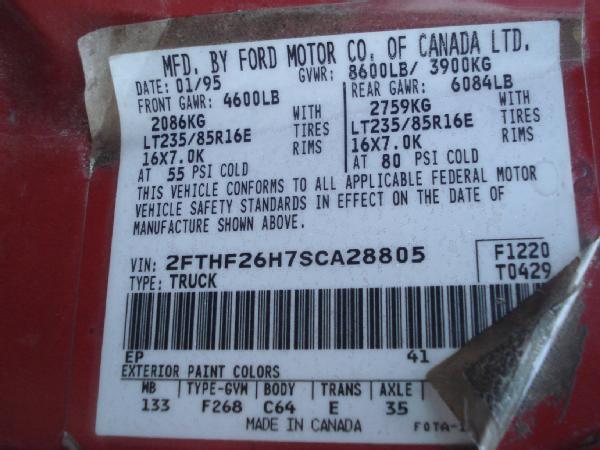 MFD. BY FORD MOTOR CO. OF CANADA LTD.
DATE: 01/95 GVWR: 8600LB/ 3900KG
FRONT GAWR: 4600LB REAR GAWR: 6084LB
2086KG WITH 2759KG WITH
LT235/85R16E TIRES LT235/85R16E TIRES
16X7.0K RIMS 16X7.0K RIMS
AT 55 PSI COLD AT 80 PSI COLD
THIS VEHICLE CONFORMS TO ALL APPLICABLE FEDERAL MOTOR
VEHICLE SAFETY STANDARDS IN EFFECT ON THE DATE OF
MANUFACTURE SHOWN ABOVE.
VIN: 2FTHF26H7SCA28805 F1220
TYPE: TRUCK T0429
EP 41
EXTERIOR PAINT COLORS
WB TYPE-GVW BODY TRANS AXLE
133 F268 C64 E 35
MADE IN CANADA